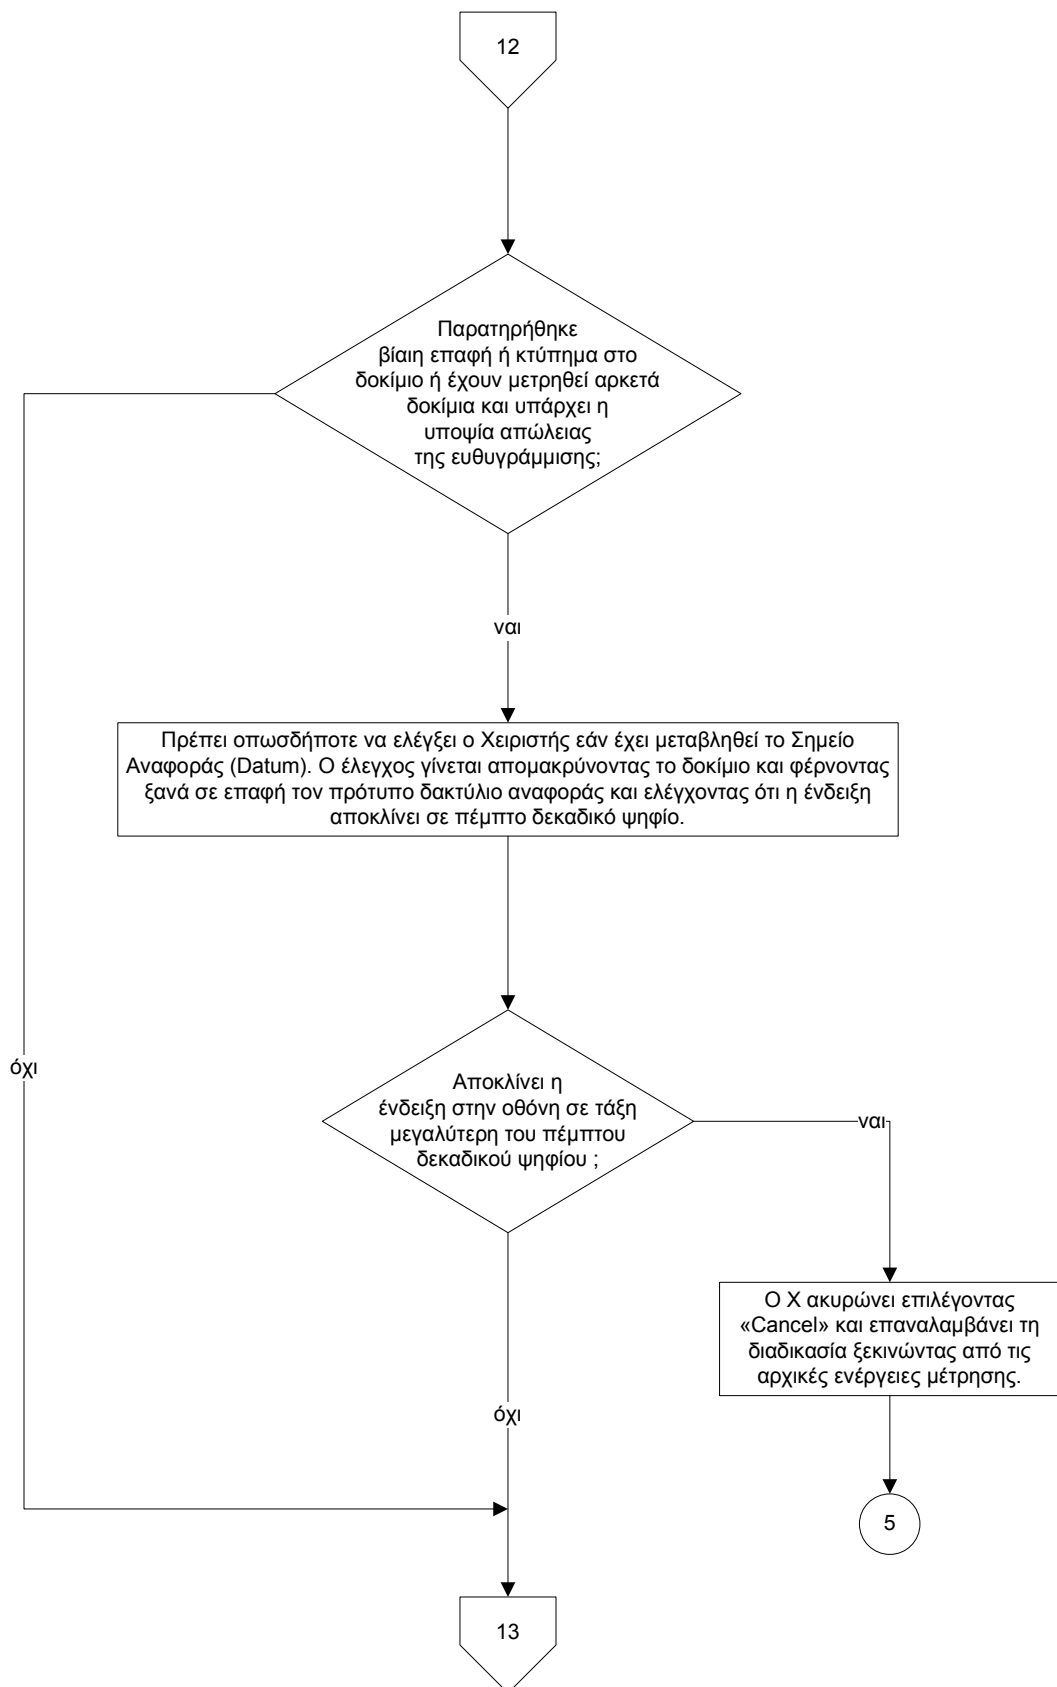 12
Παρατηρήθηκε
βίαιη επαφή ή κτύπημα στο
δοκίμιο ή έχουν μετρηθεί αρκετά
δοκίμια και υπάρχει η
υποψία απώλειας
της ευθυγράμμισης;
ναι
Πρέπει οπωσδήποτε να ελέγξει ο Χειριστής εάν έχει μεταβληθεί το Σημείο
Αναφοράς (Datum). Ο έλεγχος γίνεται απομακρύνοντας το δοκίμιο και φέρνοντας
ξανά σε επαφή τον πρότυπο δακτύλιο αναφοράς και ελέγχοντας ότι η ένδειξη
αποκλίνει σε πέμπτο δεκαδικό ψηφίο.
όχι
Αποκλίνει η
ένδειξη στην οθόνη σε τάξη
μεγαλύτερη του πέμπτου
δεκαδικού ψηφίου ;
ναι
Ο Χ ακυρώνει επιλέγοντας
«Cancel» και επαναλαμβάνει τη
διαδικασία ξεκινώντας από τις
αρχικές ενέργειες μέτρησης.
όχι
5
13